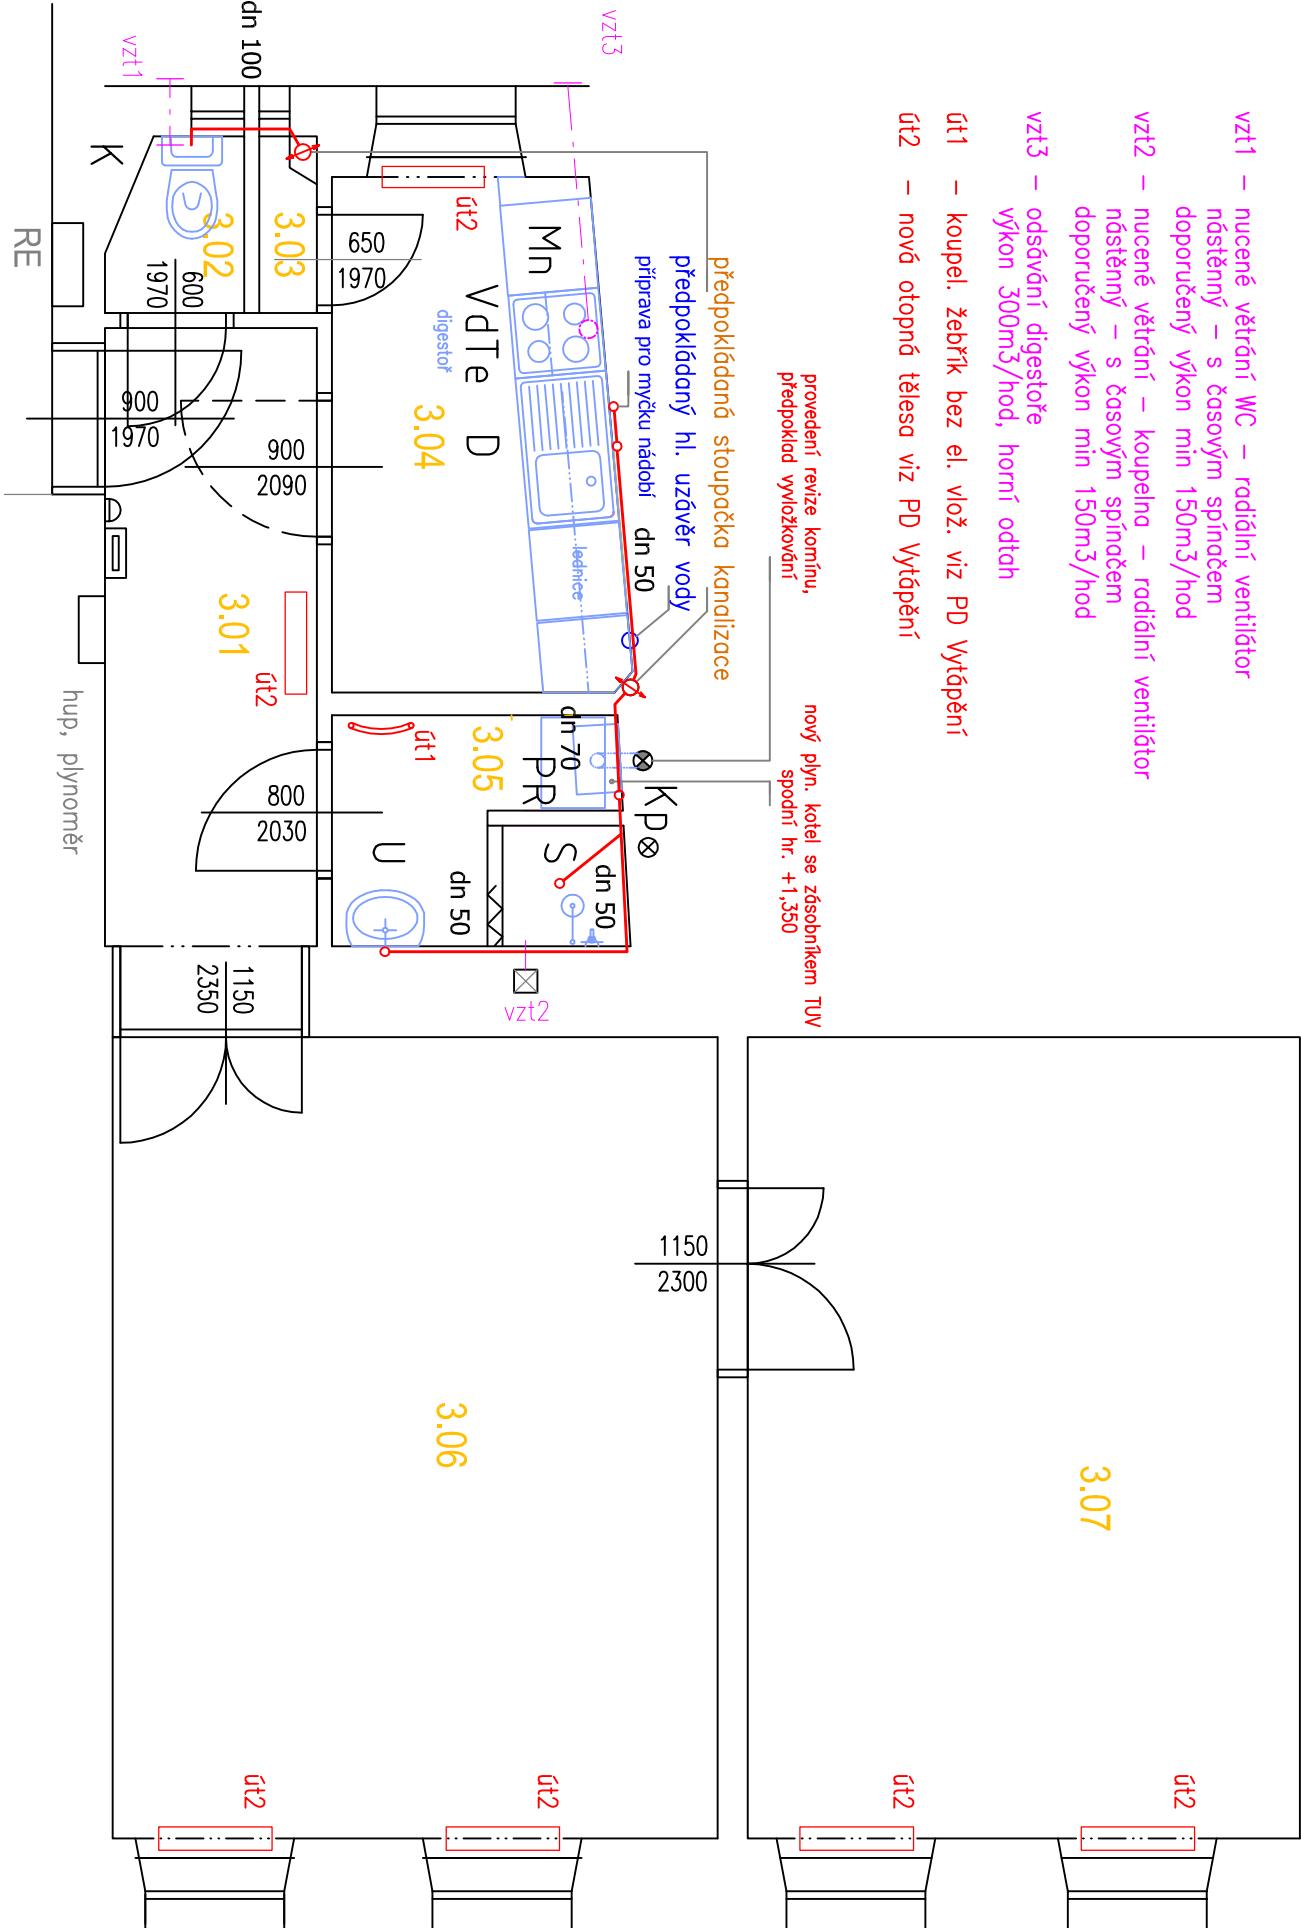 vzt1 – nucené větrání WC – radiální ventilátor
nástěnný – s časovým spínačem
doporučený výkon min 150m3/hod
vzt2 – nucené větrání – koupelna – radiální ventilátor
nástěnný – s časovým spínačem
doporučený výkon min 150m3/hod
vzt3 – odsávání digestoře
výkon 300m3/hod, horní odtah
út1 – koupel. žebřík bez el. vlož. viz PD Vytápění
út2 – nová otopná tělesa viz PD Vytápění
provedení revize komínu,
předpoklad vyvložkování
nový plyn. kotel se zásobníkem TUV
spodní hr. +1,350
předpokládaná stoupačka kanalizace
předpokládaný hl. uzávěr vody
příprava pro myčku nádobí
vzt3
vzt1
dn 100
K
3.02
3.03
600
1970
650
1970
út2
Mn
VdTe D
digestoř
3.04
lednice
dn 50
RE
900
1970
900
2090
3.01
út2
hup, plynoměr
800
2030
út1
3.05
dn 70
PR
Kp
U
S
dn 50
dn 50
vzt2
1150
2350
1150
2300
3.06
3.07
út2
út2
út2
út2